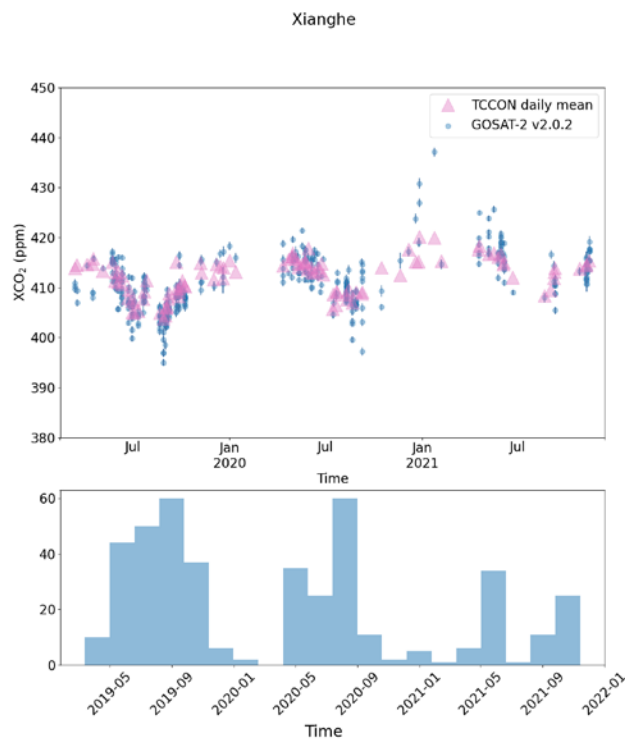 Xianghe
450
440
430
420
410
400
390
380
XCO₂ (ppm)
TCCON daily mean
GOSAT-2 v2.0.2
Jul Jan Jul Jan Jul
2020 2021
Time
60
40
20
0
2019-05 2019-09 2020-01 2020-05 2020-09 2021-01 2021-05 2021-09 2022-01
Time